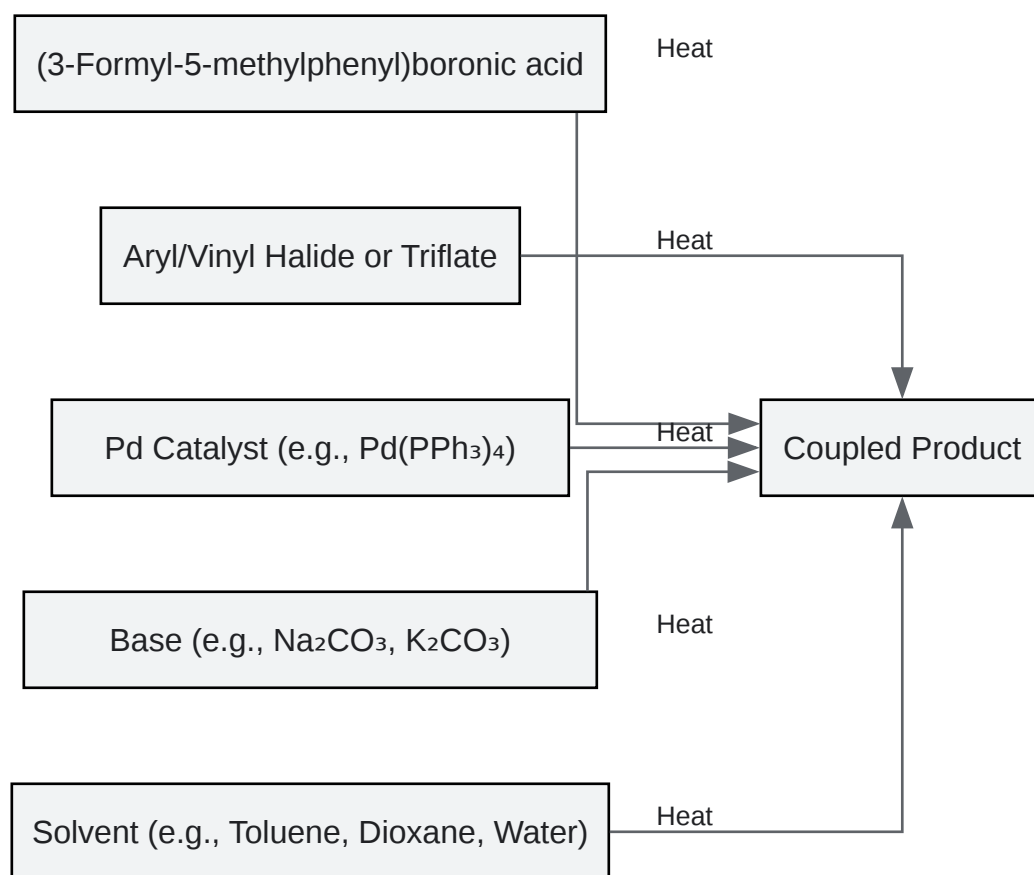 (3-Formyl-5-methylphenyl)boronic acid
Heat
Aryl/Vinyl Halide or Triflate
Heat
Pd Catalyst (e.g., Pd(PPh₃)₄)
Heat
Coupled Product
Base (e.g., Na₂CO₃, K₂CO₃)
Heat
Solvent (e.g., Toluene, Dioxane, Water)
Heat